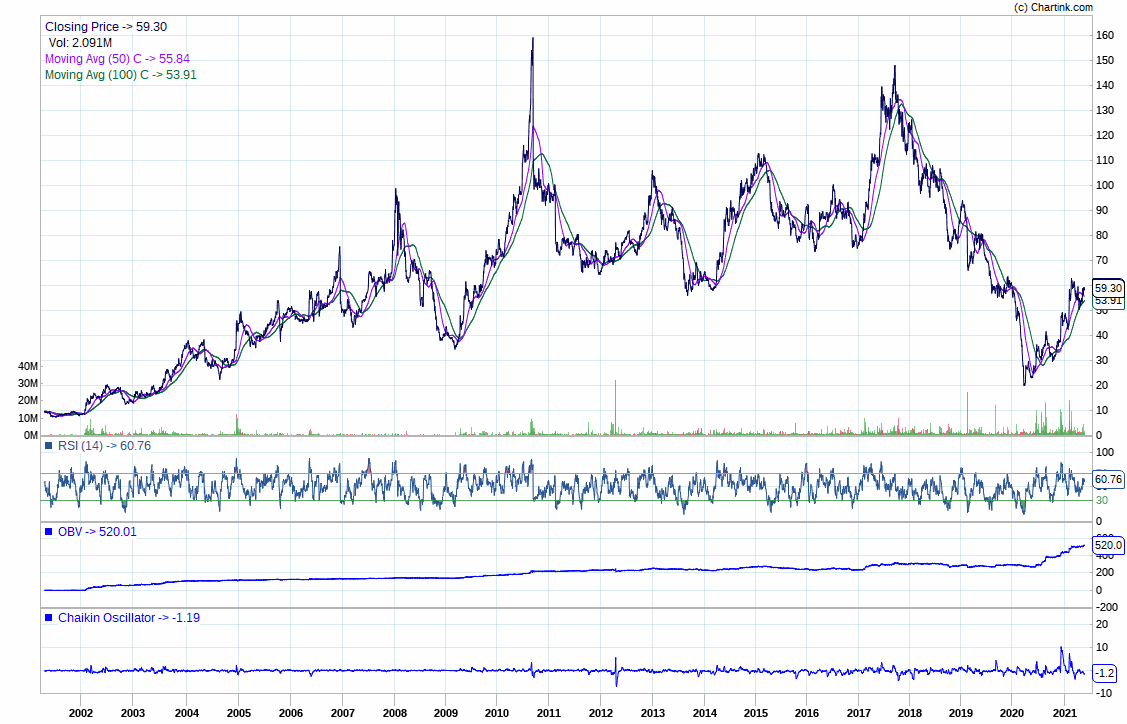 (c) Chartink.com
Closing Price -> 59.30
Vol: 2.091M
Moving Avg (50) C -> 55.84
Moving Avg (100) C -> 53.91
160
150
140
130
120
110
100
90
80
70
59.30
53.91
40
30
20
10
0
40M
30M
20M
10M
0M
RSI (14) -> 60.76
100
60.76
30
0
OBV -> 520.01
520.0
400
200
0
-200
Chaikin Oscillator -> -1.19
20
10
-1.2
-10
2002 2003 2004 2005 2006 2007 2008 2009 2010 2011 2012 2013 2014 2015 2016 2017 2018 2019 2020 2021